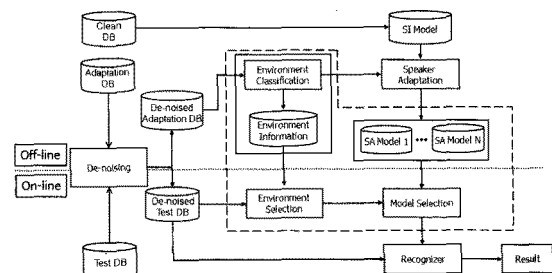 Clean
DB
SI Model
Adaptation
DB
Environment
Classification
Speaker
Adaptation
De-noised
Adaptation DB
Environment
Information
SA Model 1
•••
SA Model N
Off-line
On-line
De-noising
De-noised
Test DB
Environment
Selection
Model Selection
Test DB
Recognizer
Result